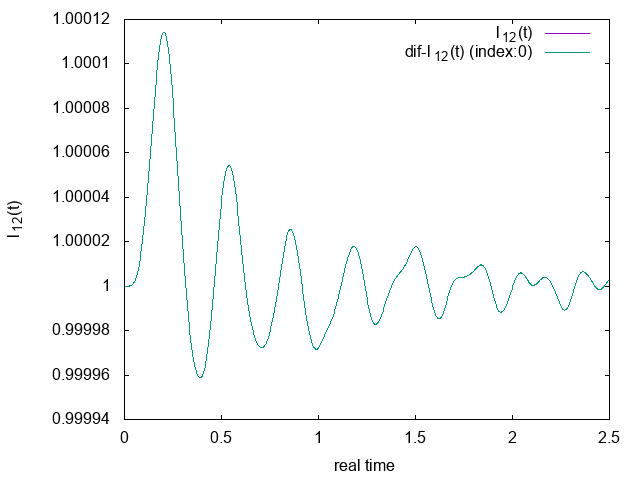 I12(t)
dif-I12(t) (index:0)
1.00012
1.0001
1.00008
1.00006
1.00004
1.00002
1
0.99998
0.99996
0.99994
I12(t)
0 0.5 1 1.5 2 2.5
real time